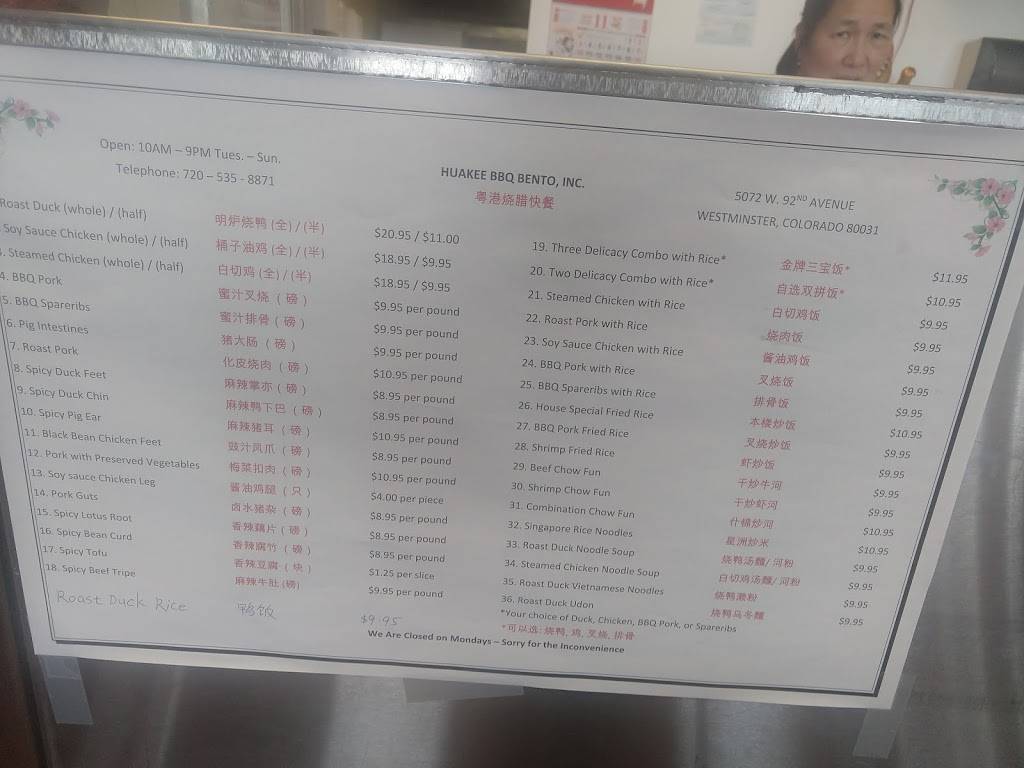 Open: 10AM – 9PM Tues. – Sun.
Telephone: 720 – 535 - 8871
HUAKEE BBQ BENTO, INC.
粤港烧腊快餐
5072 W. 92ND AVENUE
WESTMINSTER, COLORADO 80031
Roast Duck (whole) / (half) 明炉烧鸭 (全) / (半) $20.95 / $11.00
Soy Sauce Chicken (whole) / (half) 桶子油鸡 (全) / (半) $18.95 / $9.95
. Steamed Chicken (whole) / (half) 白切鸡 (全) / (半) $18.95 / $9.95
4. BBQ Pork 蜜汁叉烧 ( 磅 ) $9.95 per pound
5. BBQ Spareribs 蜜汁排骨 ( 磅 ) $9.95 per pound
6. Pig Intestines 猪大肠 ( 磅 ) $9.95 per pound
7. Roast Pork 化皮烧肉 ( 磅 ) $10.95 per pound
8. Spicy Duck Feet 麻辣掌亦 ( 磅 ) $8.95 per pound
9. Spicy Duck Chin 麻辣鸭下巴 ( 磅 ) $8.95 per pound
10. Spicy Pig Ear 麻辣猪耳 ( 磅 ) $10.95 per pound
11. Black Bean Chicken Feet 豉汁凤爪 ( 磅 ) $8.95 per pound
12. Pork with Preserved Vegetables 梅菜扣肉 ( 磅 ) $10.95 per pound
13. Soy sauce Chicken Leg 酱油鸡腿 ( 只 ) $4.00 per piece
14. Pork Guts 卤水猪杂 ( 磅 ) $8.95 per pound
15. Spicy Lotus Root 香辣藕片 ( 磅 ) $8.95 per pound
16. Spicy Bean Curd 香辣腐竹 ( 磅 ) $8.95 per pound
17. Spicy Tofu 香辣豆腐 ( 块 ) $1.25 per slice
18. Spicy Beef Tripe 麻辣牛肚 (磅) $9.95 per pound
Roast Duck Rice 鸭饭 $9.95
19. Three Delicacy Combo with Rice* 金牌三宝饭* $11.95
20. Two Delicacy Combo with Rice* 自选双拼饭* $10.95
21. Steamed Chicken with Rice 白切鸡饭 $9.95
22. Roast Pork with Rice 烧肉饭 $9.95
23. Soy Sauce Chicken with Rice 酱油鸡饭 $9.95
24. BBQ Pork with Rice 叉烧饭 $9.95
25. BBQ Spareribs with Rice 排骨饭 $9.95
26. House Special Fried Rice 本楼炒饭 $10.95
27. BBQ Pork Fried Rice 叉烧炒饭 $9.95
28. Shrimp Fried Rice 虾炒饭 $9.95
29. Beef Chow Fun 干炒牛河 $9.95
30. Shrimp Chow Fun 干炒虾河 $9.95
31. Combination Chow Fun 什锦炒河 $10.95
32. Singapore Rice Noodles 星洲炒米 $10.95
33. Roast Duck Noodle Soup 烧鸭汤麵/ 河粉 $9.95
34. Steamed Chicken Noodle Soup 白切鸡汤麵/ 河粉 $9.95
35. Roast Duck Vietnamese Noodles 烧鸭濑粉 $9.95
36. Roast Duck Udon 烧鸭乌冬麵 $9.95
*Your choice of Duck, Chicken, BBQ Pork, or Spareribs
*可以选: 烧鸭, 鸡, 叉烧, 排骨
We Are Closed on Mondays – Sorry for the Inconvenience
11